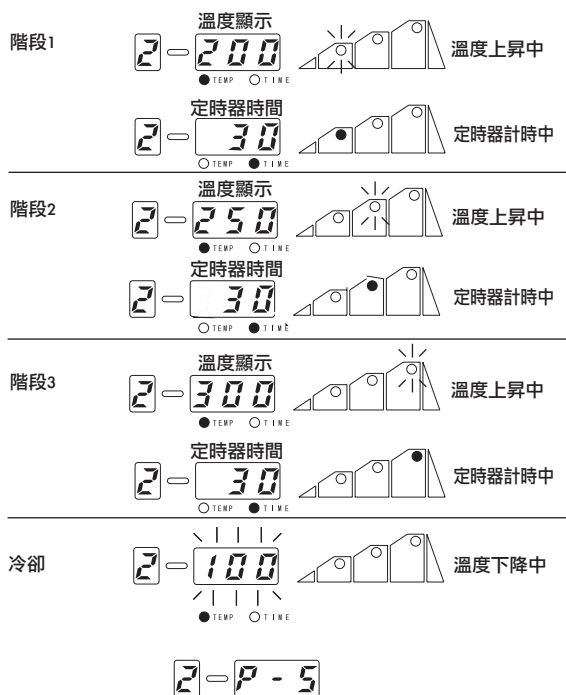 溫度顯示
階段1 2-200 溫度上昇中
●TEMP ○TIME
定時器時間
2-30 定時器計時中
○TEMP ●TIME
溫度顯示
階段2 2-250 溫度上昇中
●TEMP ○TIME
定時器時間
2-30 定時器計時中
○TEMP ●TIME
溫度顯示
階段3 2-300 溫度上昇中
●TEMP ○TIME
定時器時間
2-30 定時器計時中
○TEMP ●TIME
冷卻 2-100 溫度下降中
●TEMP ○TIME
2-P-S